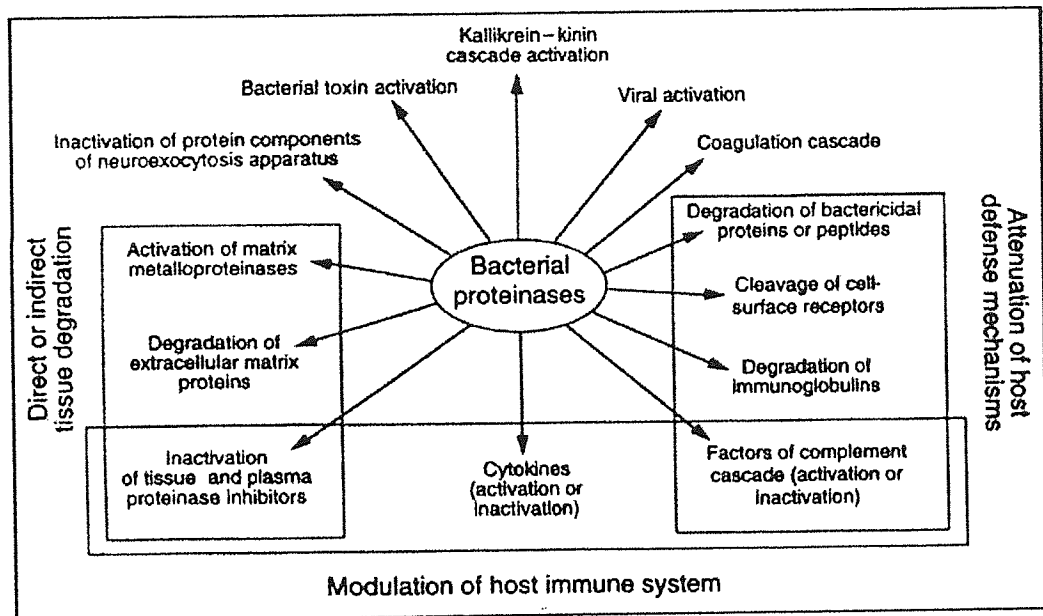 Kallikrein–kinin
cascade activation
Bacterial toxin activation
Viral activation
Inactivation of protein components
of neuroexocytosis apparatus
Coagulation cascade
Direct or indirect
tissue degradation
Activation of matrix
metalloproteinases
Degradation of
extracellular matrix
proteins
Inactivation
of tissue and plasma
proteinase inhibitors
Bacterial
proteinases
Cytokines
(activation or
inactivation)
Degradation of bactericidal
proteins or peptides
Cleavage of cell-
surface receptors
Degradation of
immunoglobulins
Factors of complement
cascade (activation or
inactivation)
Attenuation of host
defense mechanisms
Modulation of host immune system